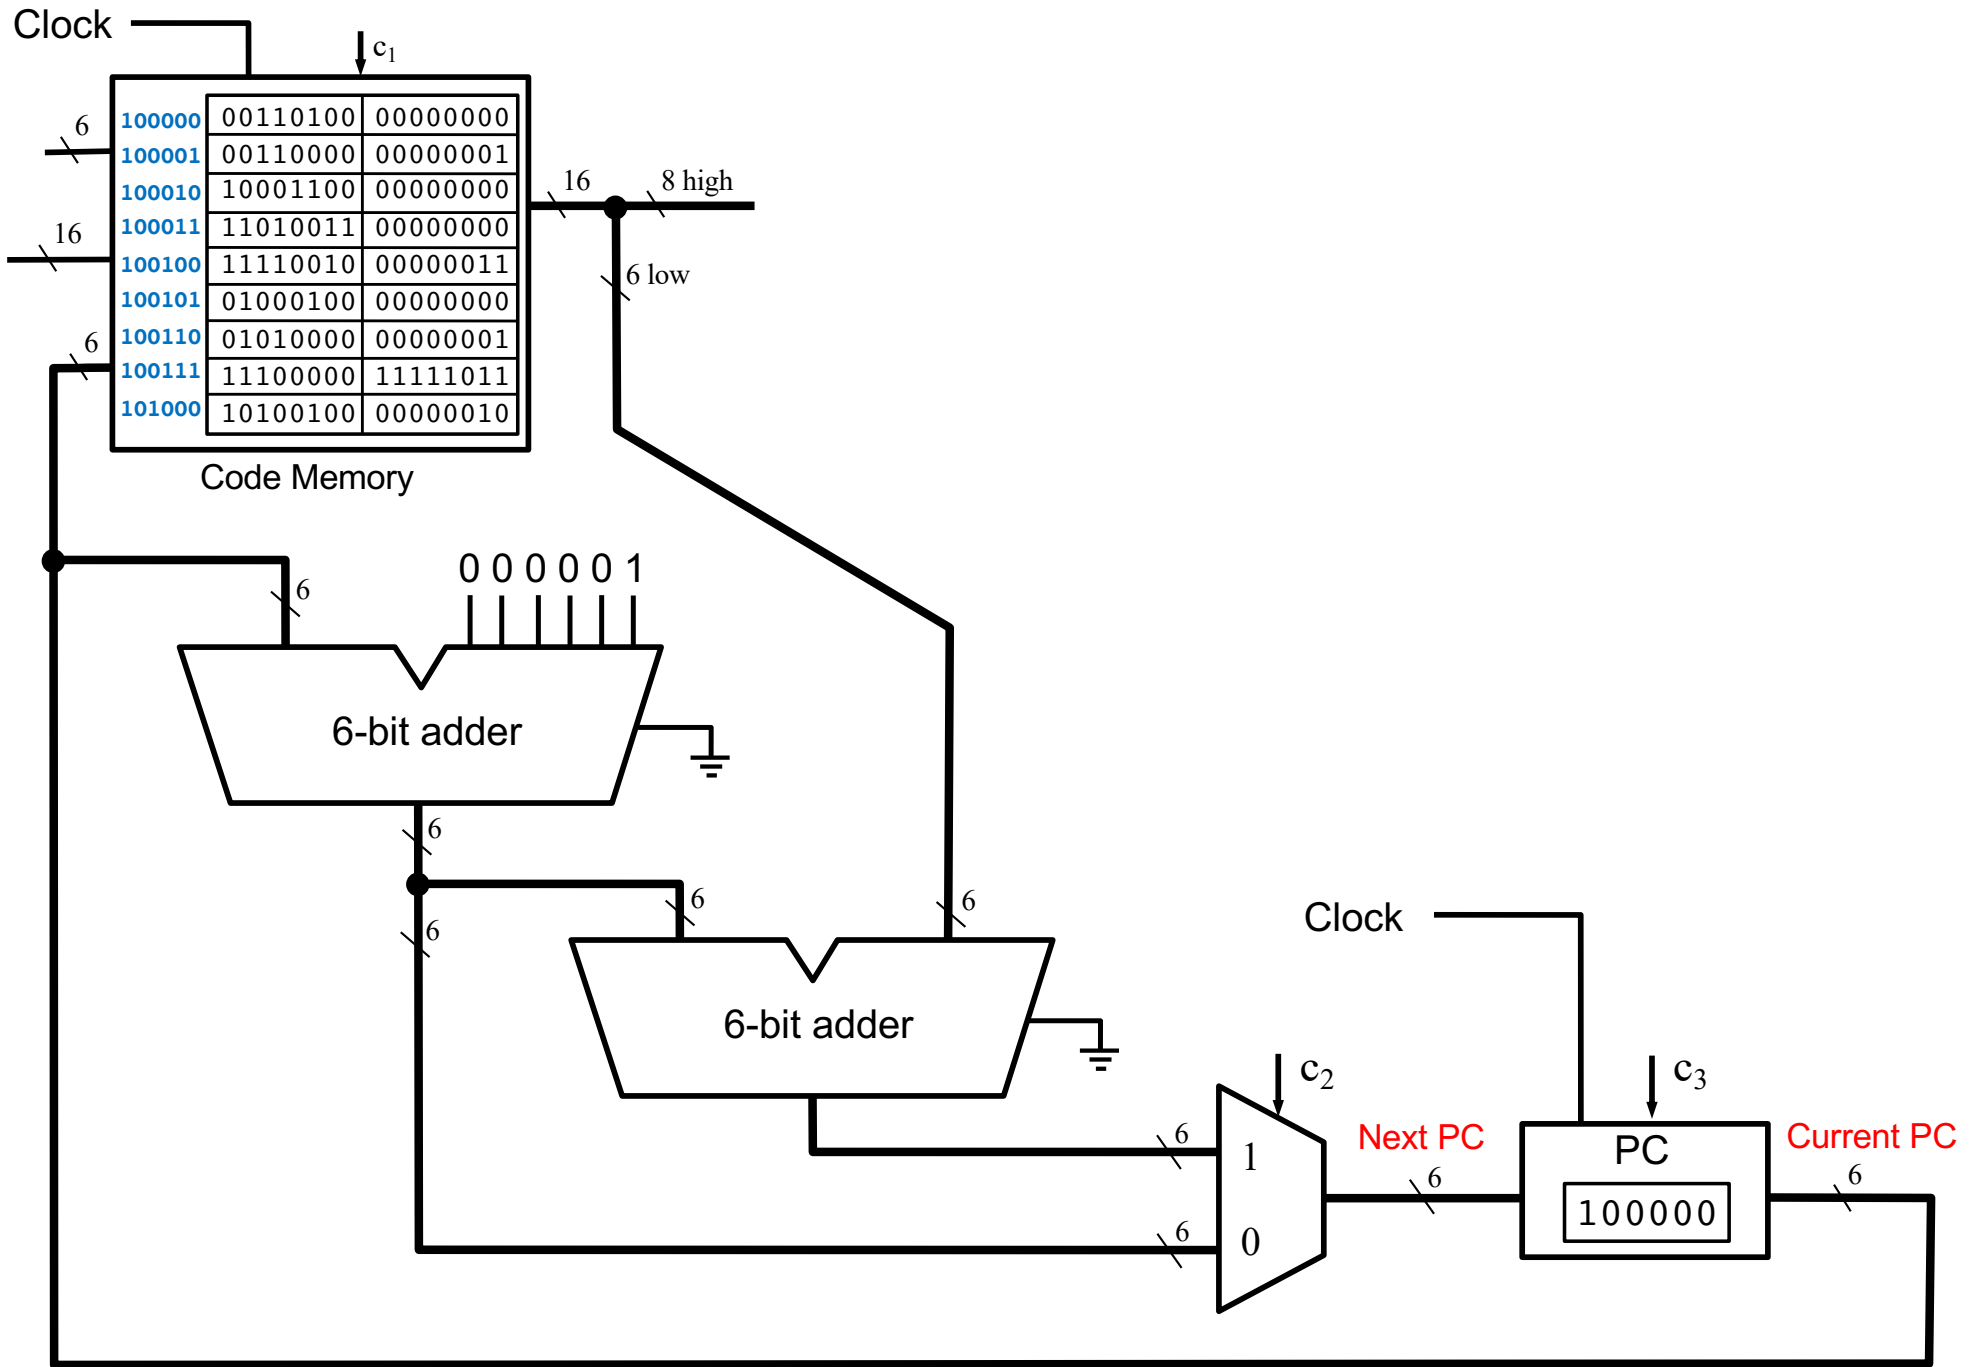 Clock
c1
100000 00110100 00000000
6
100001 00110000 00000001
100010 10001100 00000000
16
8 high
100011 11010011 00000000
16
100100 11110010 00000011
6 low
100101 01000100 00000000
100110 01010000 00000001
6
100111 11100000 11111011
101000 10100100 00000010
Code Memory
0 0 0 0 0 1
6
6-bit adder
6
6
6
6
Clock
6-bit adder
c2
c3
6
1
Next PC
PC
Current PC
6
6
100000
6
0